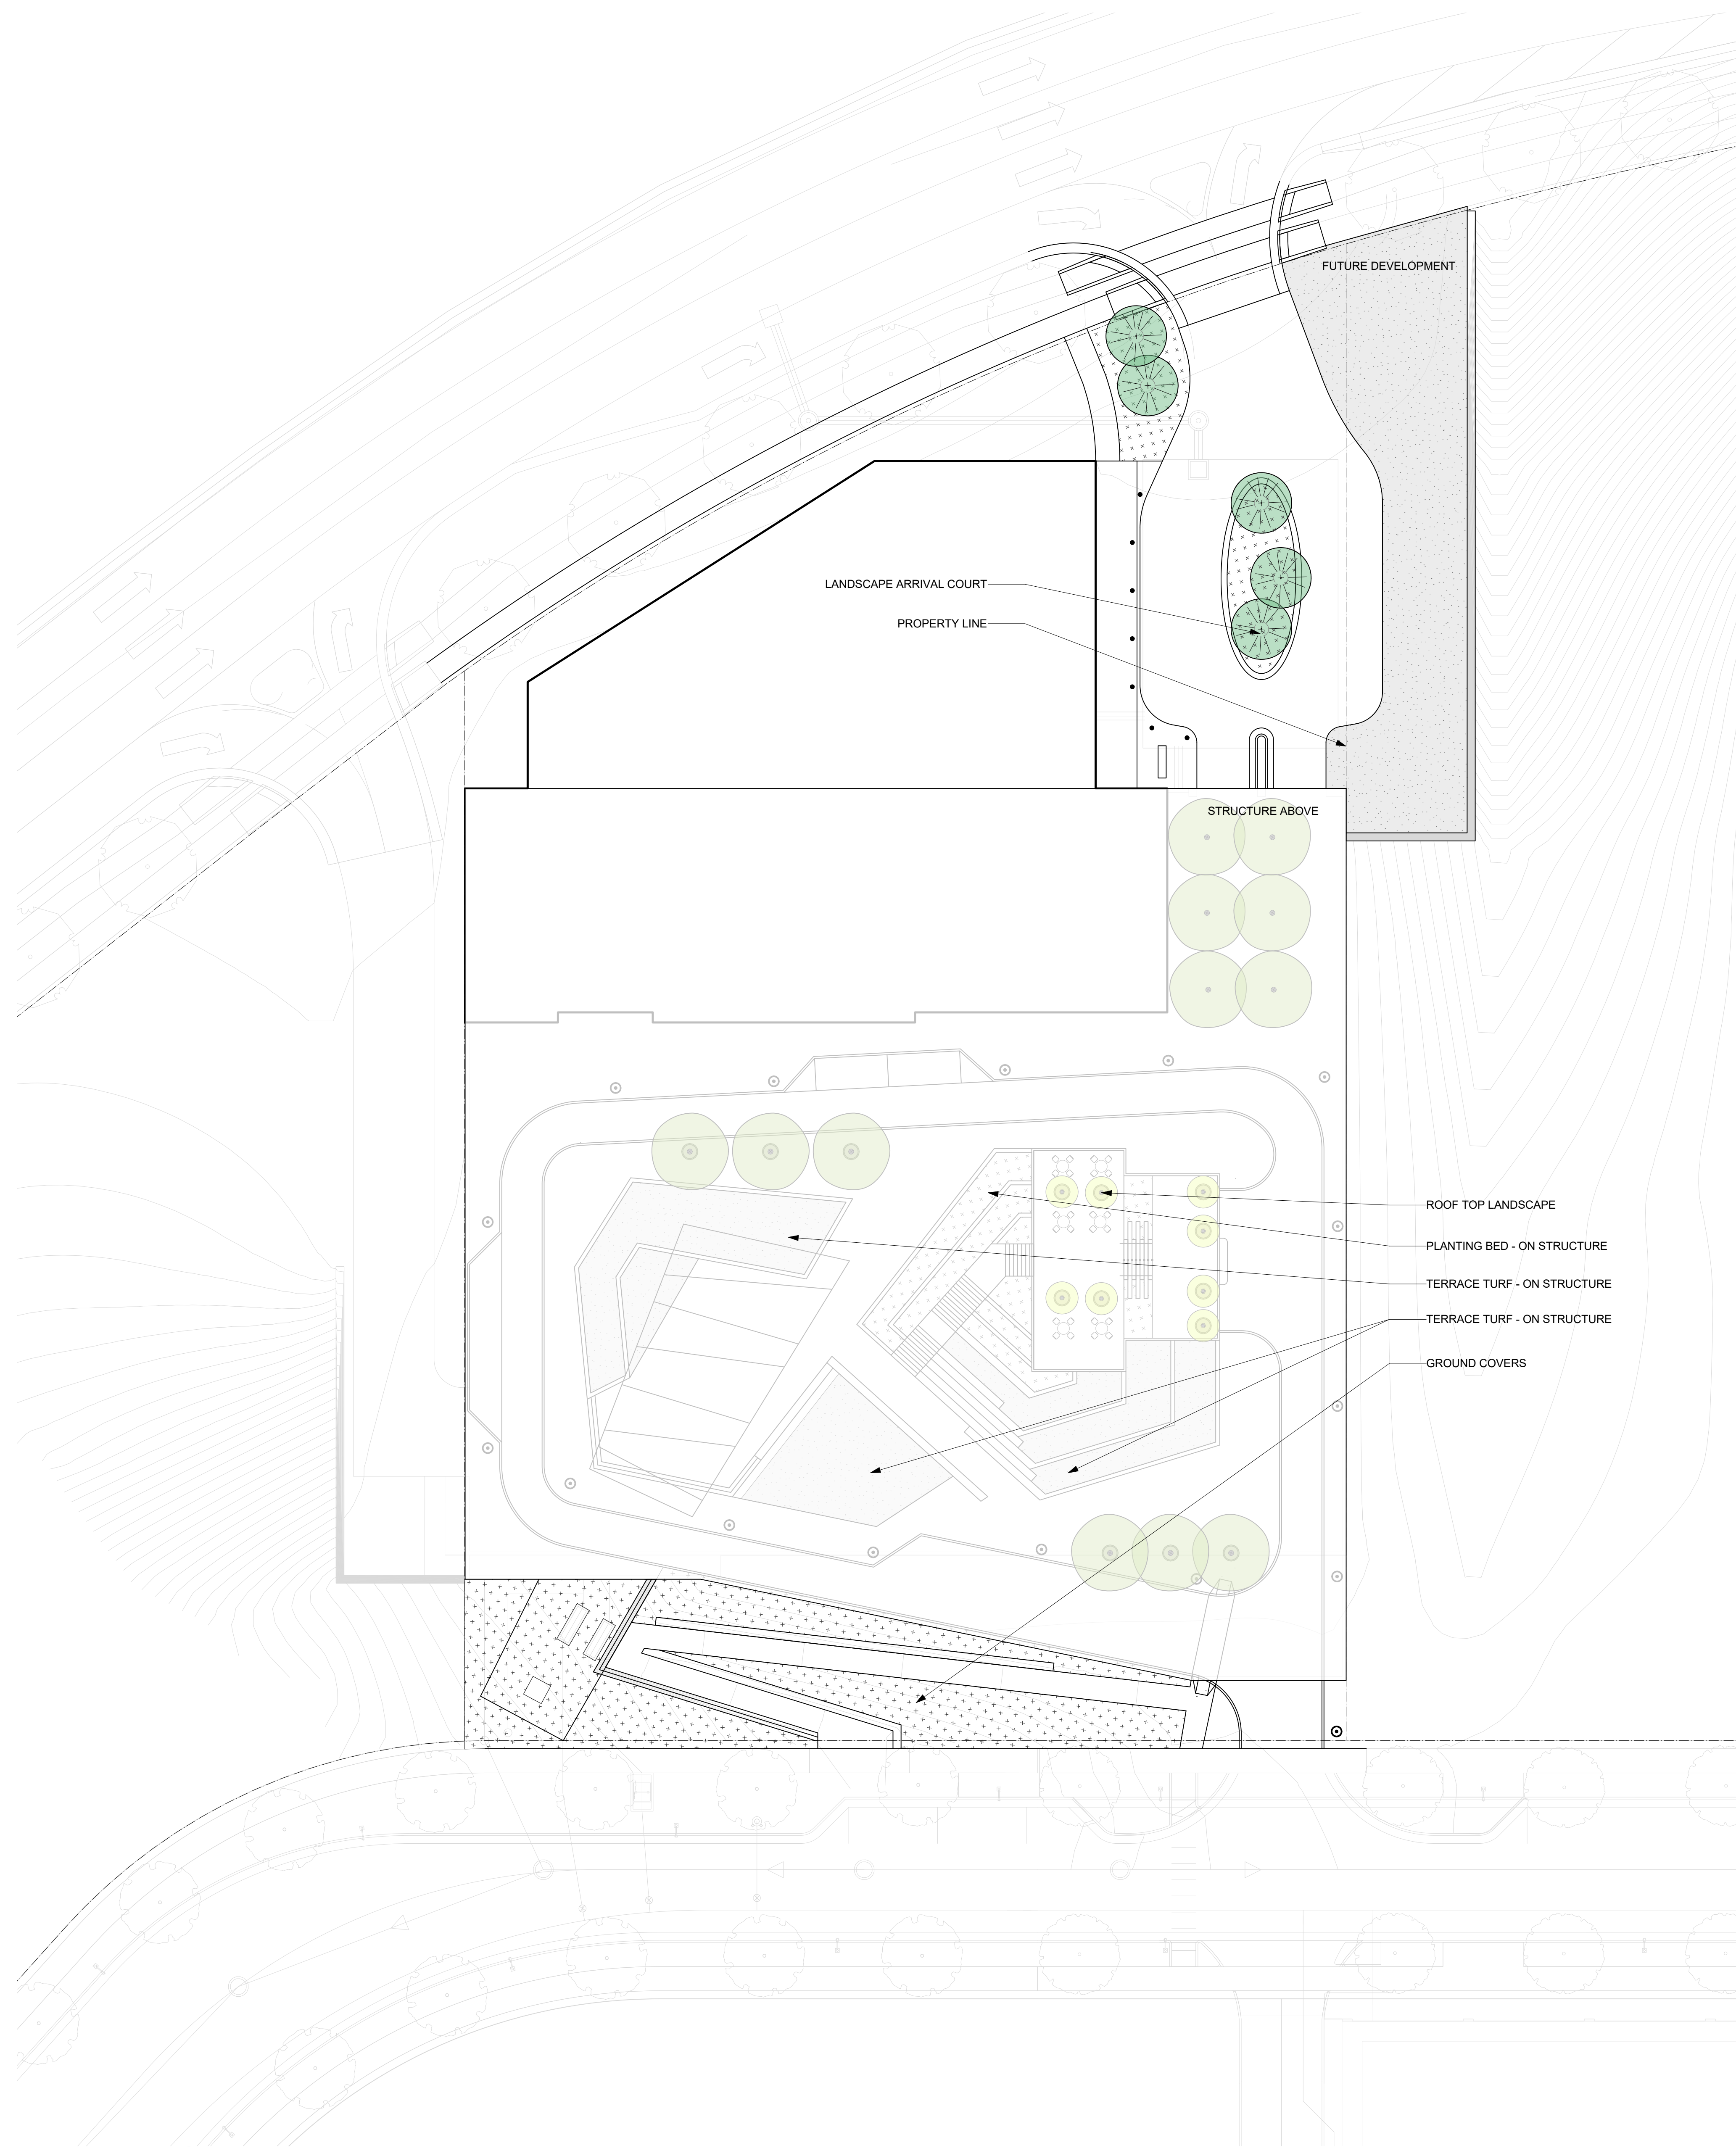 FUTURE DEVELOPMENT
LANDSCAPE ARRIVAL COURT
PROPERTY LINE
STRUCTURE ABOVE
ROOF TOP LANDSCAPE
PLANTING BED - ON STRUCTURE
TERRACE TURF - ON STRUCTURE
TERRACE TURF - ON STRUCTURE
GROUND COVERS